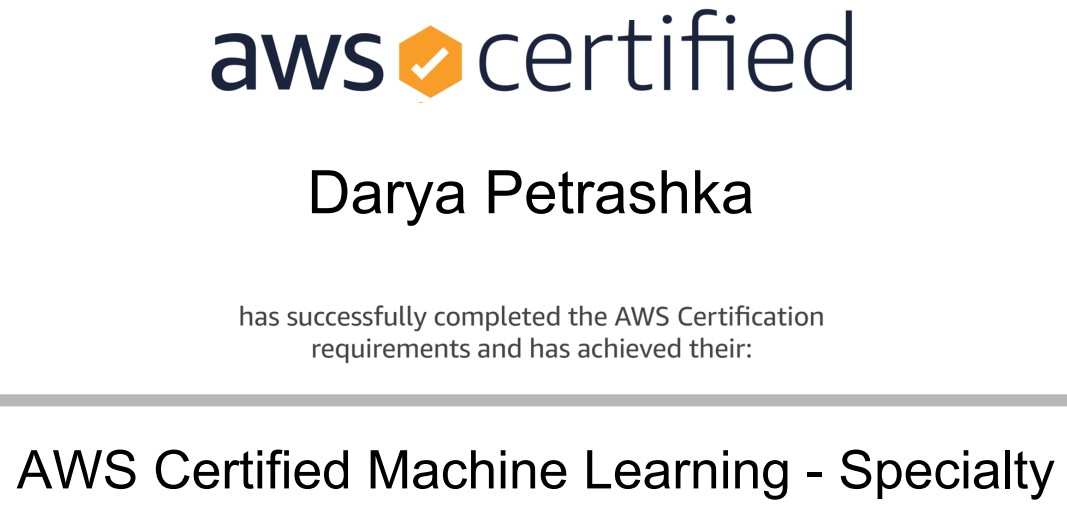 aws certified
Darya Petrashka
has successfully completed the AWS Certification
requirements and has achieved their:
AWS Certified Machine Learning - Specialty